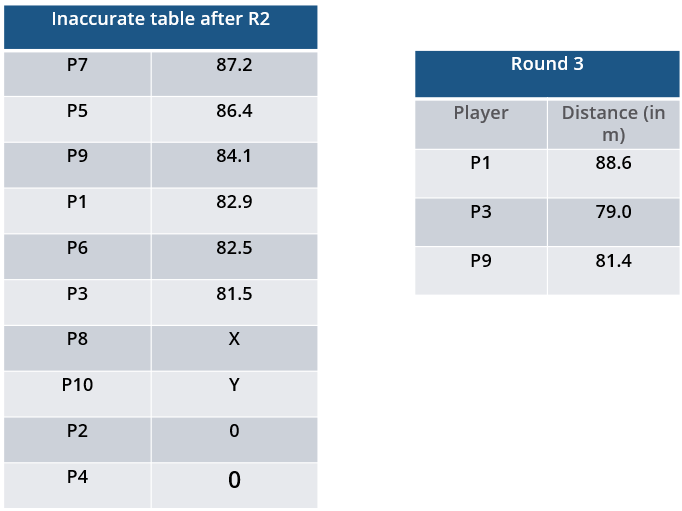 Inaccurate table after R2
P7 87.2
P5 86.4
P9 84.1
P1 82.9
P6 82.5
P3 81.5
P8 X
P10 Y
P2 0
P4 0
Round 3
Player Distance (in
m)
P1 88.6
P3 79.0
P9 81.4